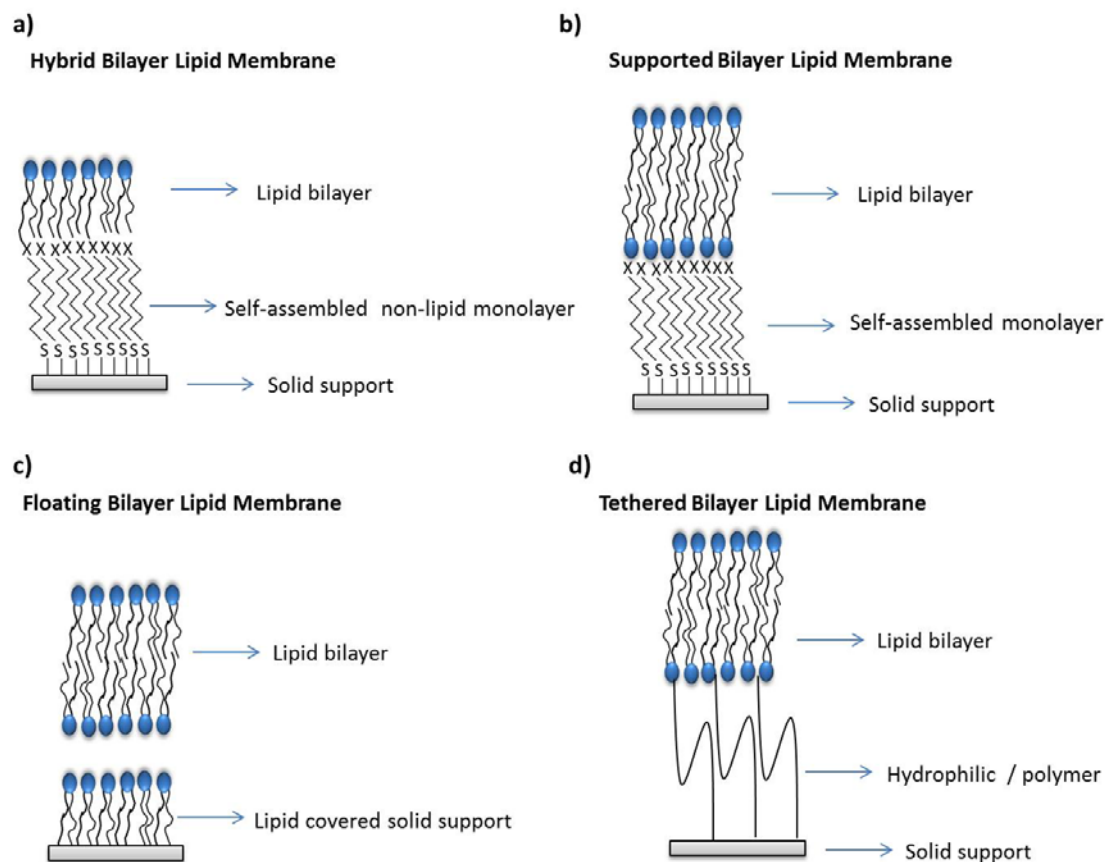 a)
Hybrid Bilayer Lipid Membrane
Lipid bilayer
X X X X X X X X X
Self-assembled non-lipid monolayer
S S S S S S S S S
Solid support
b)
Supported Bilayer Lipid Membrane
Lipid bilayer
X X X X X X X X X
Self-assembled monolayer
S S S S S S S S S
Solid support
c)
Floating Bilayer Lipid Membrane
Lipid bilayer
Lipid covered solid support
d)
Tethered Bilayer Lipid Membrane
Lipid bilayer
Hydrophilic / polymer
Solid support